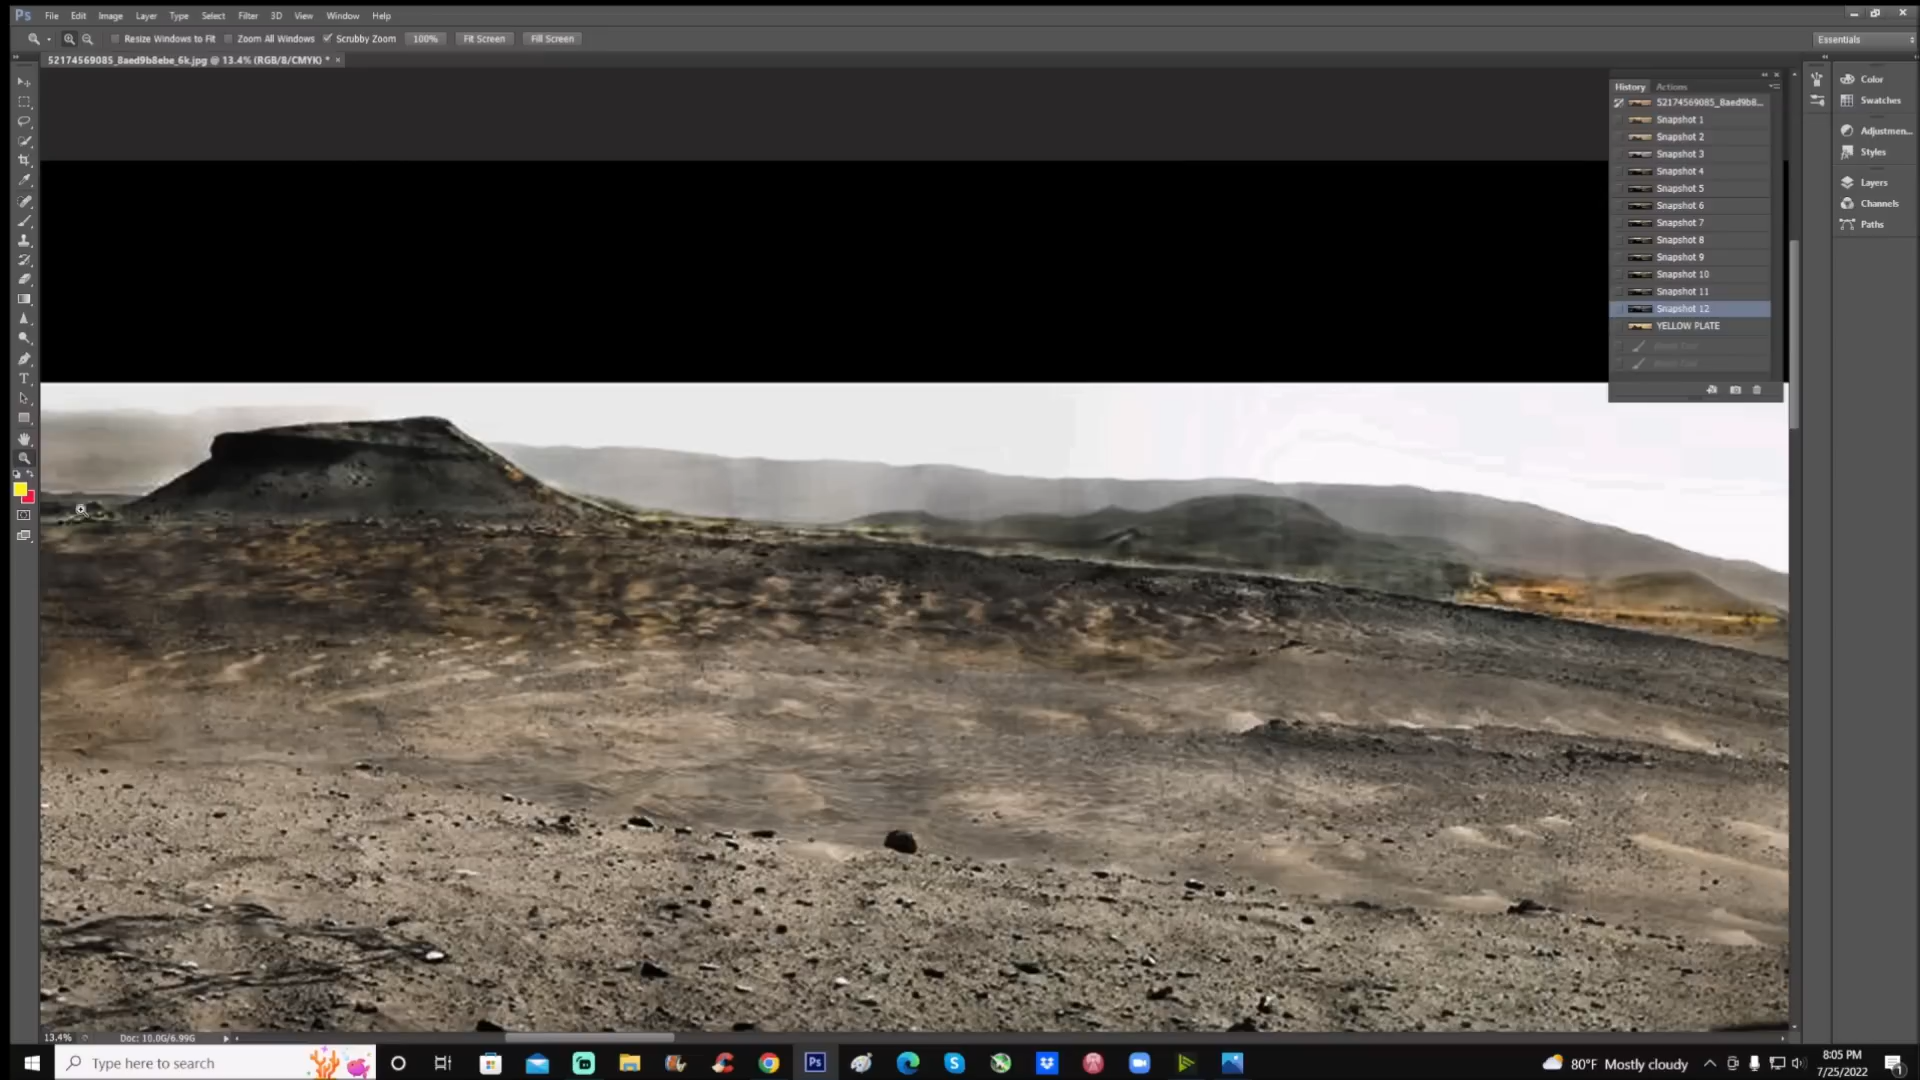 Ps File Edit Image Layer Type Select Filter 3D View Window Help
Resize Windows to Fit Zoom All Windows Scrubby Zoom 100% Fit Screen Fill Screen Essentials
52174569085_8aed9b8ebe_6k.jpg @ 13.4% (RGB/8/CMYK) * ×
History Actions
52174569085_8aed9b8...
Snapshot 1
Snapshot 2
Snapshot 3
Snapshot 4
Snapshot 5
Snapshot 6
Snapshot 7
Snapshot 8
Snapshot 9
Snapshot 10
Snapshot 11
Snapshot 12
YELLOW PLATE
Color
Swatches
Adjustmen...
Styles
Layers
Channels
Paths
T
13.4% Doc: 10.0G/6.99G
Type here to search
Ps
80°F Mostly cloudy
8:05 PM
7/25/2022
1